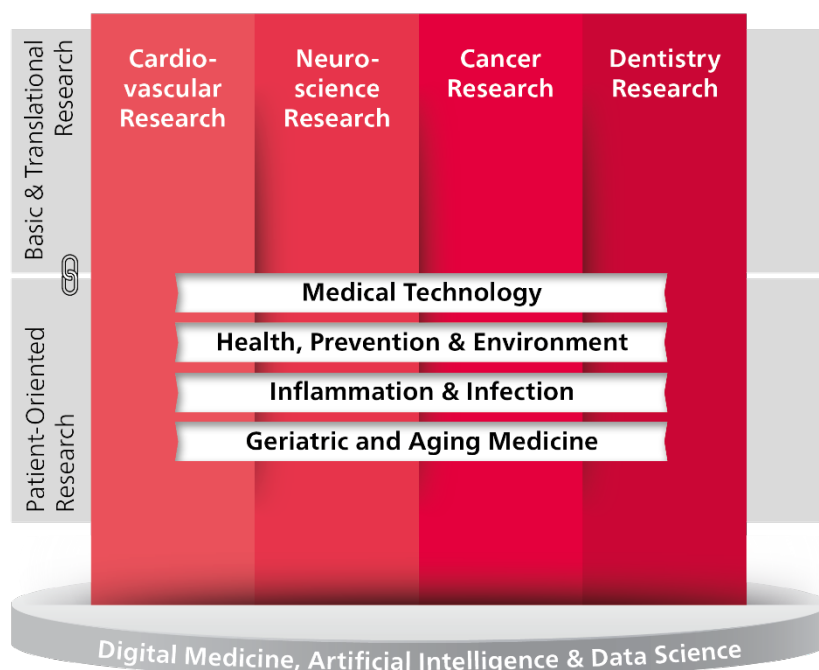 Cardio-
vascular
Research
Neuro-
science
Research
Cancer
Research
Dentistry
Research
Basic & Translational
Research
Medical Technology
Health, Prevention & Environment
Inflammation & Infection
Geriatric and Aging Medicine
Patient-Oriented
Research
Digital Medicine, Artificial Intelligence & Data Science